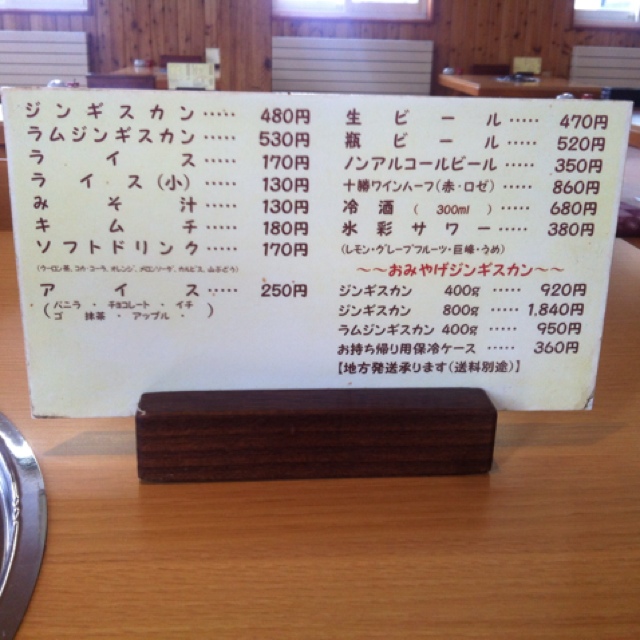 ジンギスカン‥‥‥ 480円
ラムジンギスカン‥‥‥ 530円
ライス‥‥‥ 170円
ライス(小)‥‥‥ 130円
みそ汁‥‥‥ 130円
キムチ‥‥‥ 180円
ソフトドリンク‥‥‥ 170円
(ウーロン茶、コカ・コーラ、オレンジ、メロンソーダ、カルピス、山ぶどう)
アイス‥‥‥ 250円
(バニラ・チョコレート・イチ
ゴ 抹茶・アップル・)
生ビール‥‥‥ 470円
瓶ビール‥‥‥ 520円
ノンアルコールビール‥‥‥ 350円
十勝ワインハーフ(赤・ロゼ)‥‥‥ 860円
冷酒(300ml)‥‥‥ 680円
氷彩サワー‥‥‥ 380円
(レモン・グレープフルーツ・巨峰・うめ)
〜〜おみやげジンギスカン〜〜
ジンギスカン 400g ‥‥‥ 920円
ジンギスカン 800g ‥‥‥ 1,840円
ラムジンギスカン 400g ‥‥‥ 950円
お持ち帰り用保冷ケース ‥‥‥ 360円
【地方発送承ります(送料別途)】